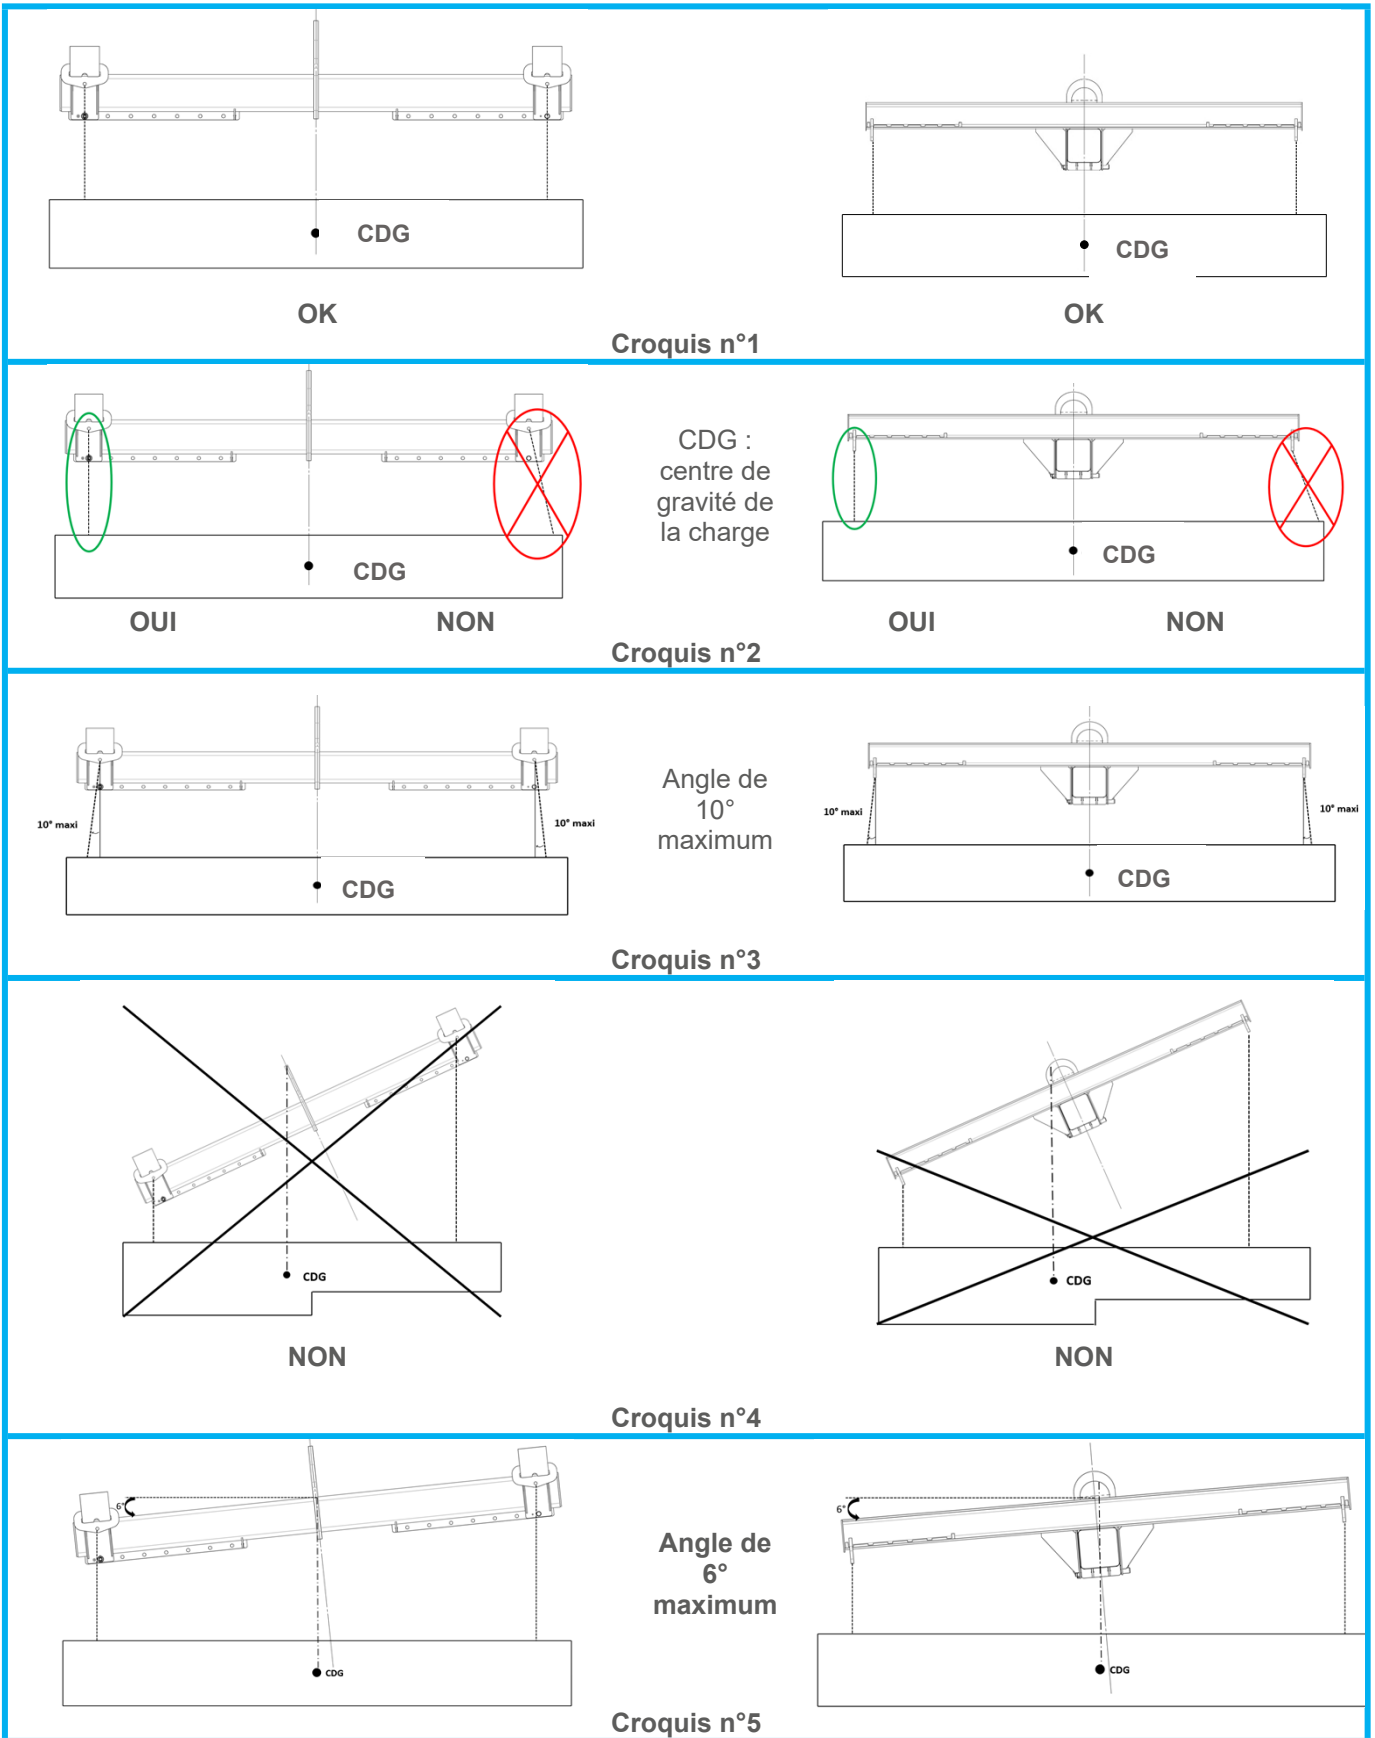 CDG
CDG
OK
OK
Croquis n°1
CDG :
centre de
gravité de
la charge
CDG
CDG
OUI
NON
OUI
NON
Croquis n°2
Angle de
10°
maximum
10° maxi
10° maxi
10° maxi
10° maxi
CDG
CDG
Croquis n°3
CDG
CDG
NON
NON
Croquis n°4
6°
6°
Angle de
6°
maximum
CDG
CDG
Croquis n°5